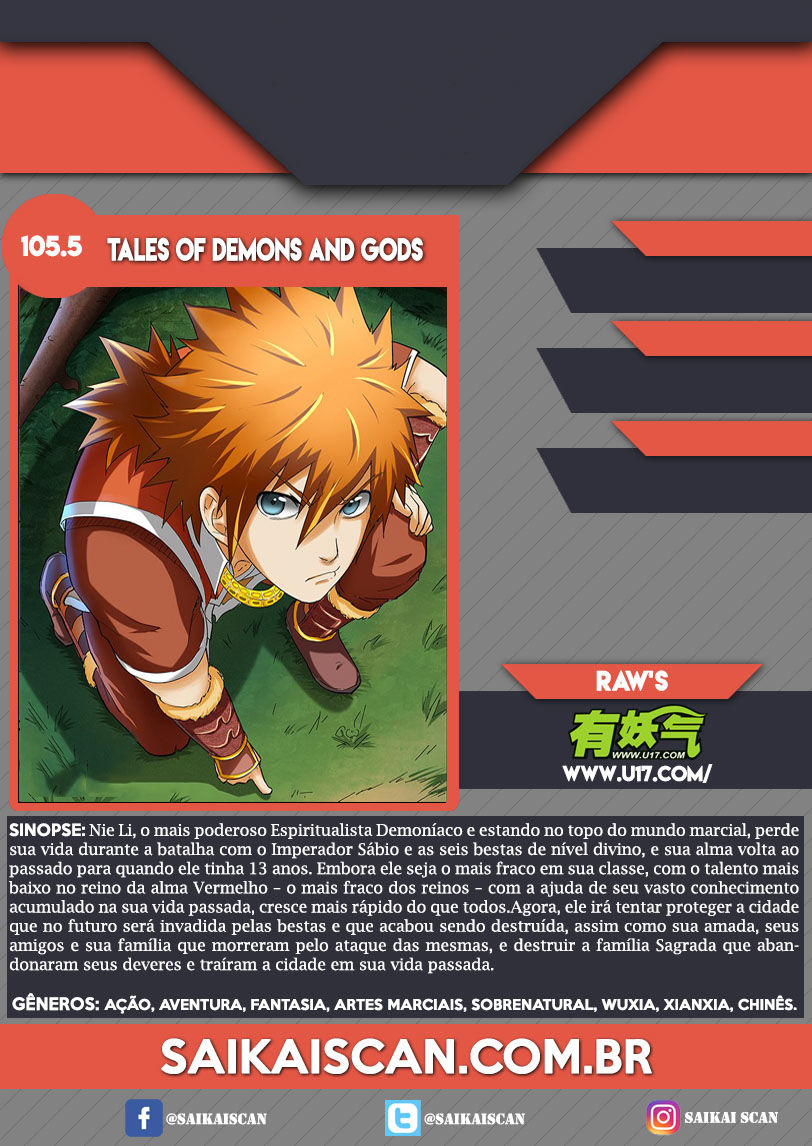 105.5
TALES OF DEMONS AND GODS
RAW'S
有妖气
WWW.U17.COM
WWW.U17.COM/
SINOPSE: Nie Li, o mais poderoso Espiritualista Demoníaco e estando no topo do mundo marcial, perde
sua vida durante a batalha com o Imperador Sábio e as seis bestas de nível divino, e sua alma volta ao
passado para quando ele tinha 13 anos. Embora ele seja o mais fraco em sua classe, com o talento mais
baixo no reino da alma Vermelho – o mais fraco dos reinos – com a ajuda de seu vasto conhecimento
acumulado na sua vida passada, cresce mais rápido do que todos.Agora, ele irá tentar proteger a cidade
que no futuro será invadida pelas bestas e que acabou sendo destruída, assim como sua amada, seus
amigos e sua família que morreram pelo ataque das mesmas, e destruir a família Sagrada que aban-
donaram seus deveres e traíram a cidade em sua vida passada.
GÊNEROS: AÇÃO, AVENTURA, FANTASIA, ARTES MARCIAIS, SOBRENATURAL, WUXIA, XIANXIA, CHINÊS.
SAIKAISCAN.COM.BR
@SAIKAISCAN
@SAIKAISCAN
SAIKAI SCAN